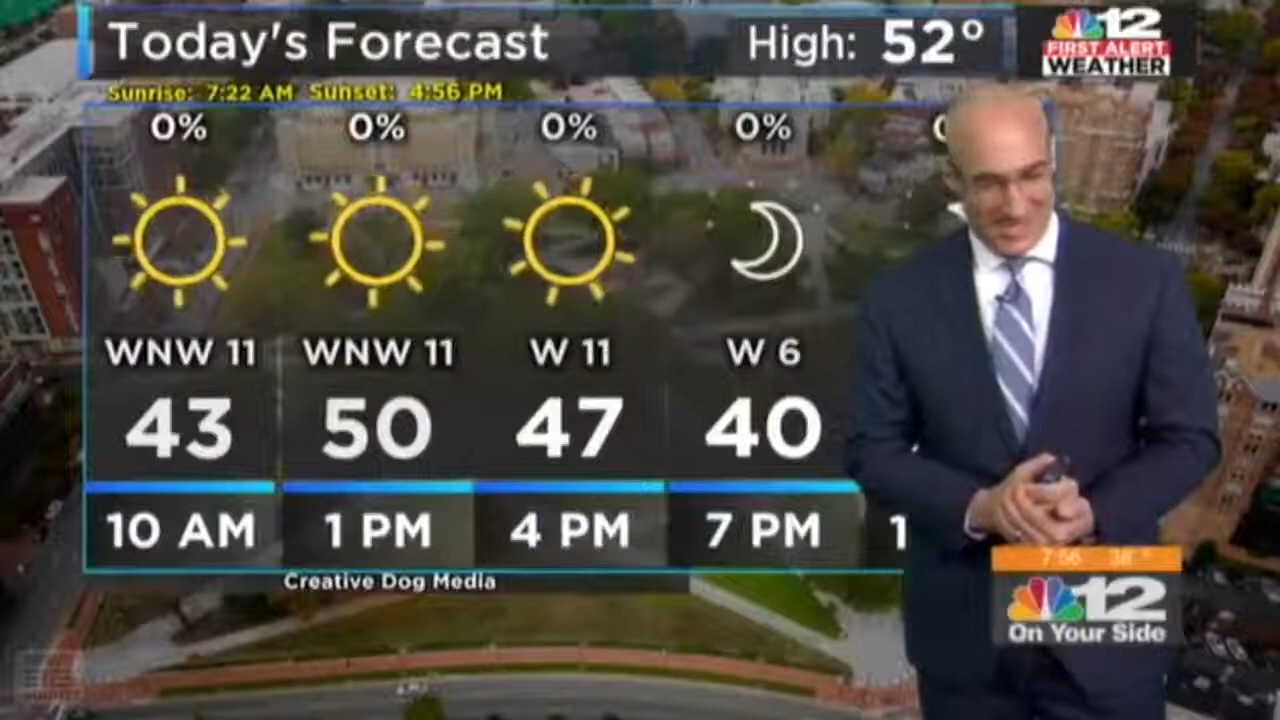 Today's Forecast High: 52°
12
FIRST ALERT
WEATHER
Sunrise: 7:22 AM Sunset: 4:56 PM
0% 0% 0% 0%
WNW 11 WNW 11 W 11 W 6
43 50 47 40
10 AM 1 PM 4 PM 7 PM
Creative Dog Media
7:56 38°
12
On Your Side